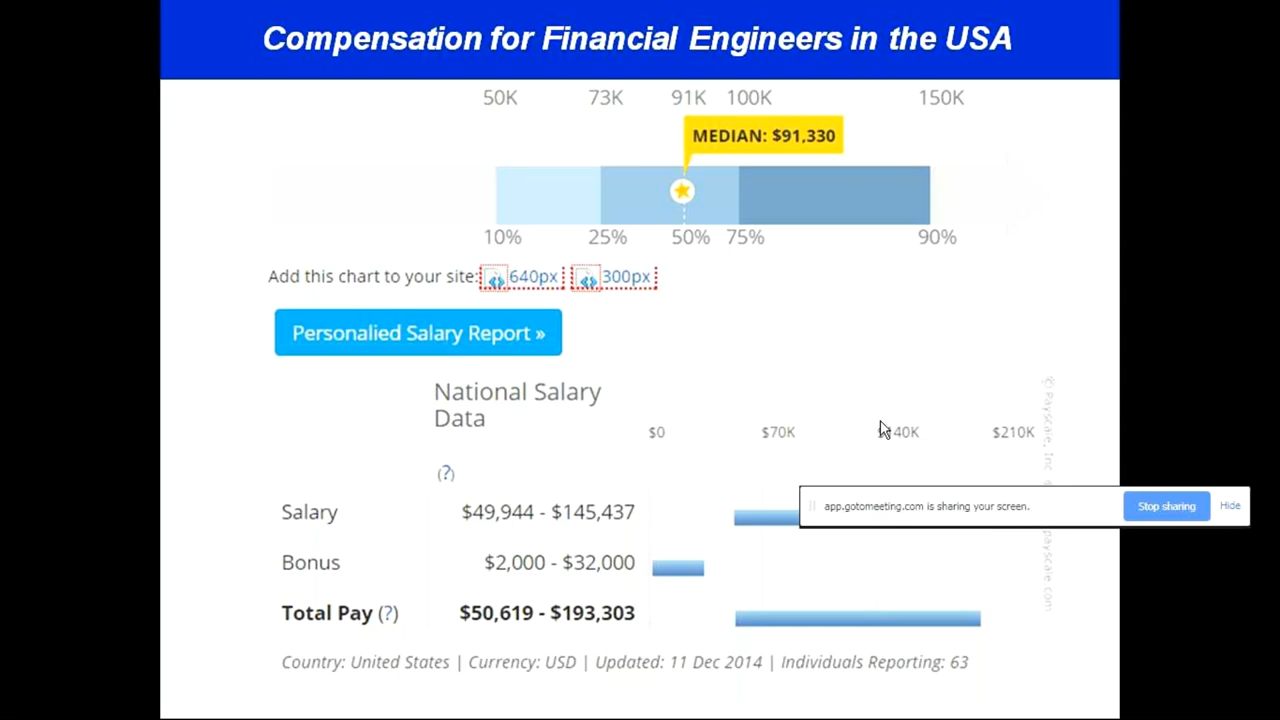 Compensation for Financial Engineers in the USA
50K 73K 91K 100K 150K
MEDIAN: $91,330
10% 25% 50% 75% 90%
Add this chart to your site: 640px 300px
Personalied Salary Report »
National Salary
Data
$0 $70K 40K $210K
(?)
Salary $49,944 - $145,437
app.gotomeeting.com is sharing your screen. Stop sharing Hide
Bonus $2,000 - $32,000
Total Pay (?) $50,619 - $193,303
Country: United States | Currency: USD | Updated: 11 Dec 2014 | Individuals Reporting: 63
© Payscale, Inc
payscale.com